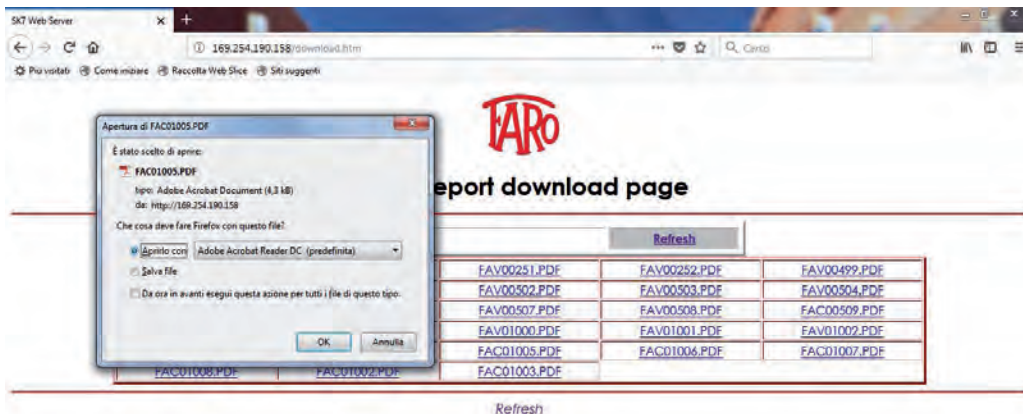 SK7 Web Server
169.254.190.158/download.htm
Cerca
Più visitati Come iniziare Raccolta Web Slice Siti suggeriti
FARO
eport download page
Apertura di FAC01005.PDF
È stato scelto di aprire:
FAC01005.PDF
tipo: Adobe Acrobat Document (4,3 kB)
da: http://169.254.190.158
Che cosa deve fare Firefox con questo file?
Aprirlo con Adobe Acrobat Reader DC (predefinita)
Salva file
Da ora in avanti esegui questa azione per tutti i file di questo tipo.
OK Annulla
Refresh
FAV00251.PDF FAV00252.PDF FAV00499.PDF
FAV00502.PDF FAV00503.PDF FAV00504.PDF
FAV00507.PDF FAV00508.PDF FAC00509.PDF
FAV01000.PDF FAV01001.PDF FAV01002.PDF
FAC01005.PDF FAC01006.PDF FAC01007.PDF
FAC01008.PDF FAC01002.PDF FAC01003.PDF
Refresh